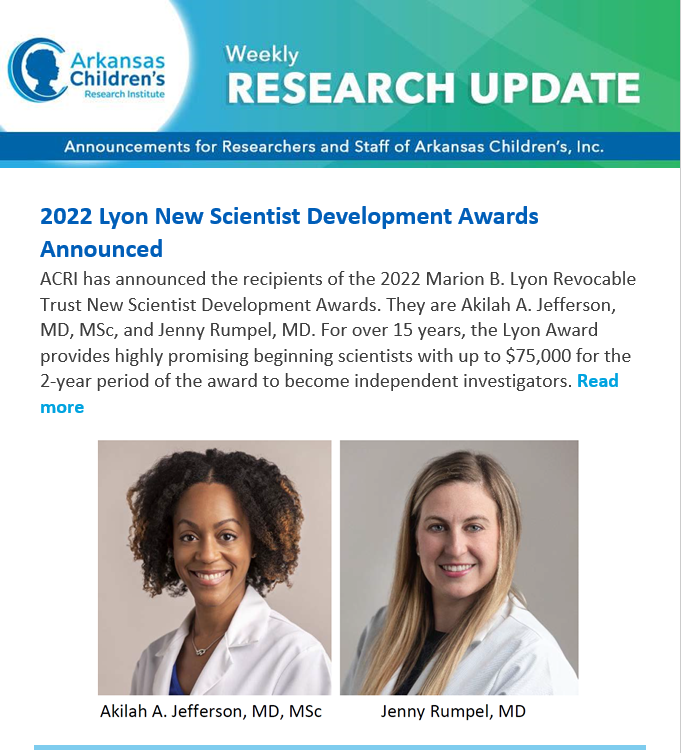 Arkansas
Children's
Research Institute
Weekly
RESEARCH UPDATE
Announcements for Researchers and Staff of Arkansas Children's, Inc.
2022 Lyon New Scientist Development Awards
Announced
ACRI has announced the recipients of the 2022 Marion B. Lyon Revocable
Trust New Scientist Development Awards. They are Akilah A. Jefferson,
MD, MSc, and Jenny Rumpel, MD. For over 15 years, the Lyon Award
provides highly promising beginning scientists with up to $75,000 for the
2-year period of the award to become independent investigators. Read
more
Akilah A. Jefferson, MD, MSc
Jenny Rumpel, MD